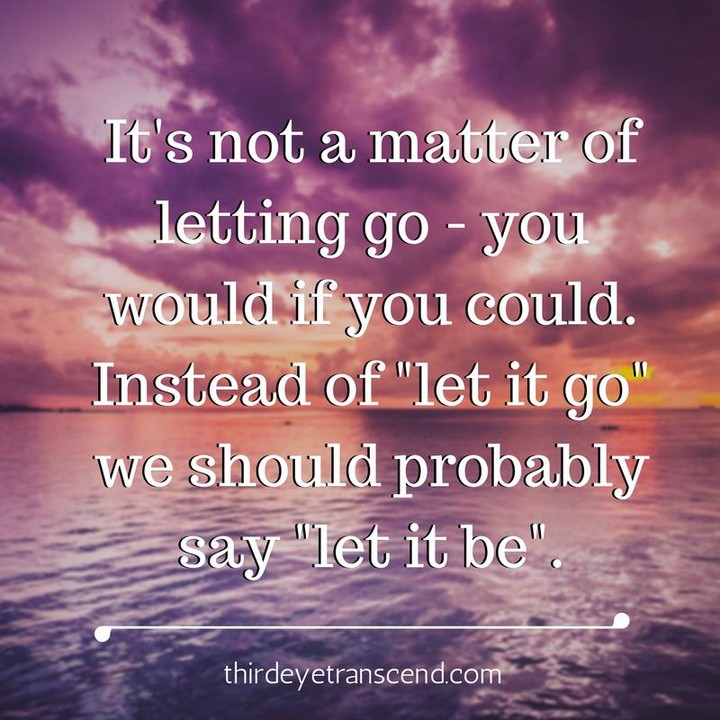 It's not a matter of
letting go - you
would if you could.
Instead of "let it go"
we should probably
say "let it be".
thirdeyetranscend.com